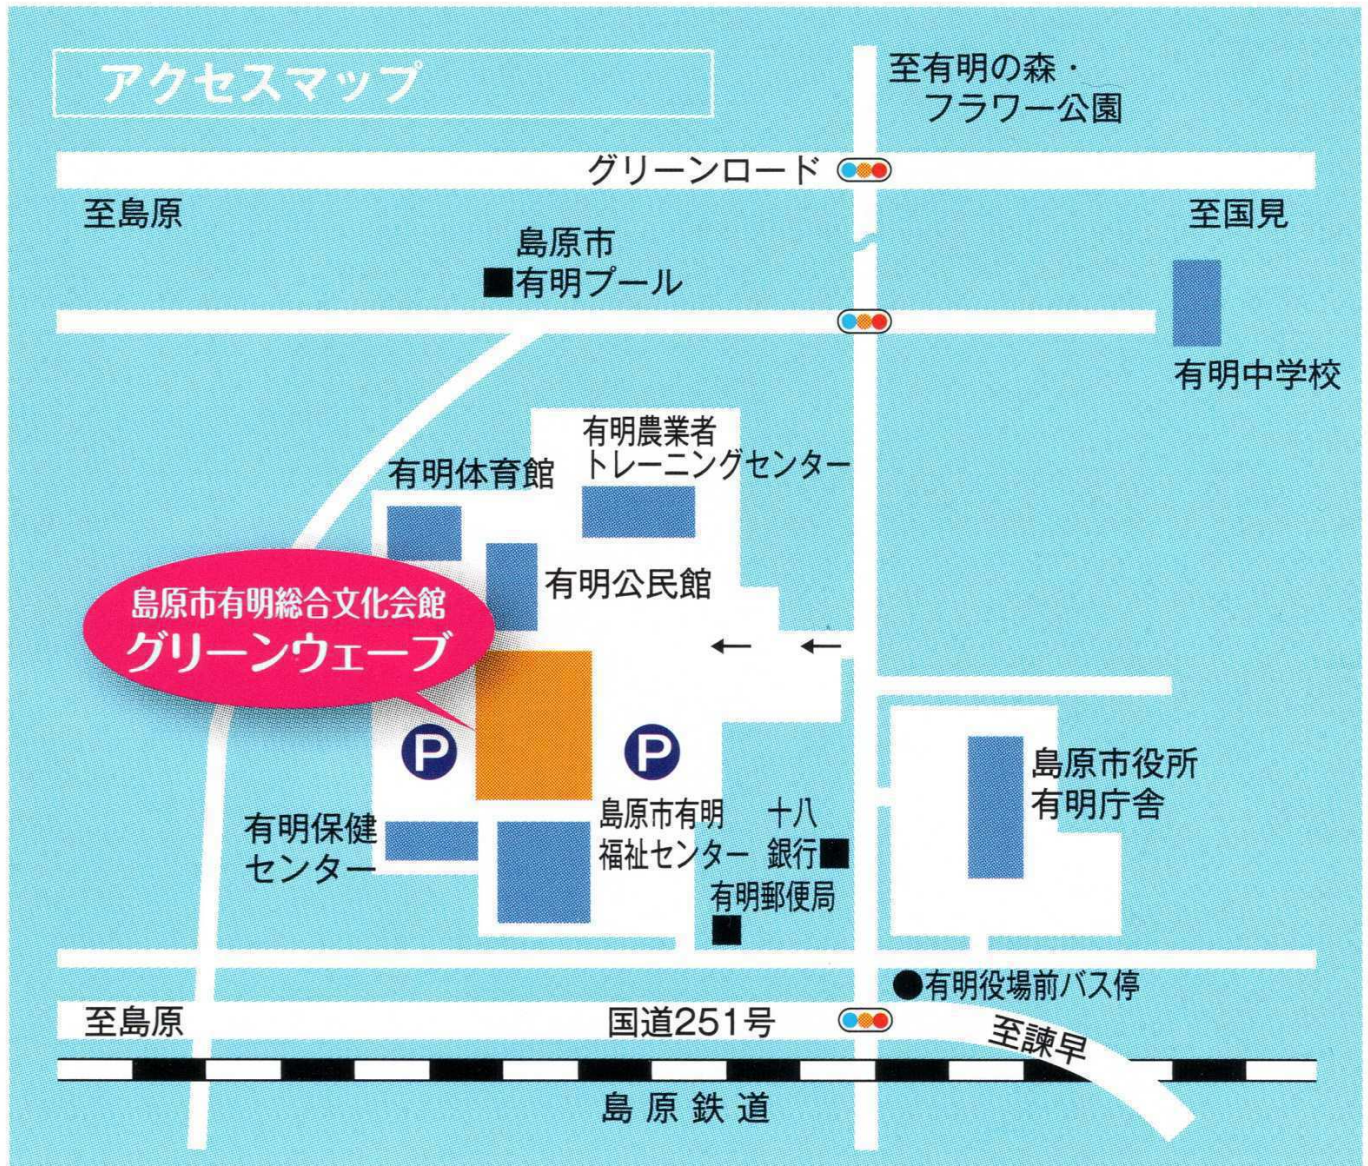 アクセスマップ
至有明の森・
フラワー公園
グリーンロード
至島原
至国見
島原市
■有明プール
有明中学校
有明農業者
トレーニングセンター
有明体育館
有明公民館
島原市有明総合文化会館
グリーンウェーブ
← ←
P
P
島原市役所
有明庁舎
有明保健
センター
島原市有明
福祉センター
十八
銀行■
有明郵便局
●有明役場前バス停
至島原
国道251号
至諫早
島原鉄道